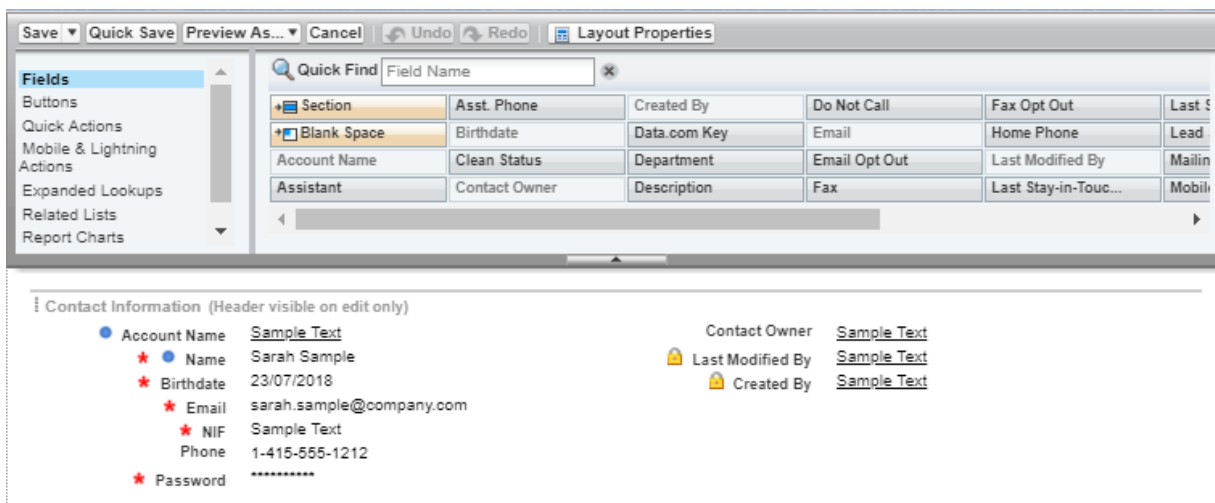 Save Quick Save Preview As... Cancel Undo Redo Layout Properties
Fields
Buttons
Quick Actions
Mobile & Lightning
Actions
Expanded Lookups
Related Lists
Report Charts
Quick Find Field Name
Section Asst. Phone Created By Do Not Call Fax Opt Out Last S
Blank Space Birthdate Data.com Key Email Home Phone Lead
Account Name Clean Status Department Email Opt Out Last Modified By Mailin
Assistant Contact Owner Description Fax Last Stay-in-Touc... Mobil
Contact Information (Header visible on edit only)
Account Name Sample Text Contact Owner Sample Text
* Name Sarah Sample Last Modified By Sample Text
* Birthdate 23/07/2018 Created By Sample Text
* Email sarah.sample@company.com
* NIF Sample Text
Phone 1-415-555-1212
* Password **********